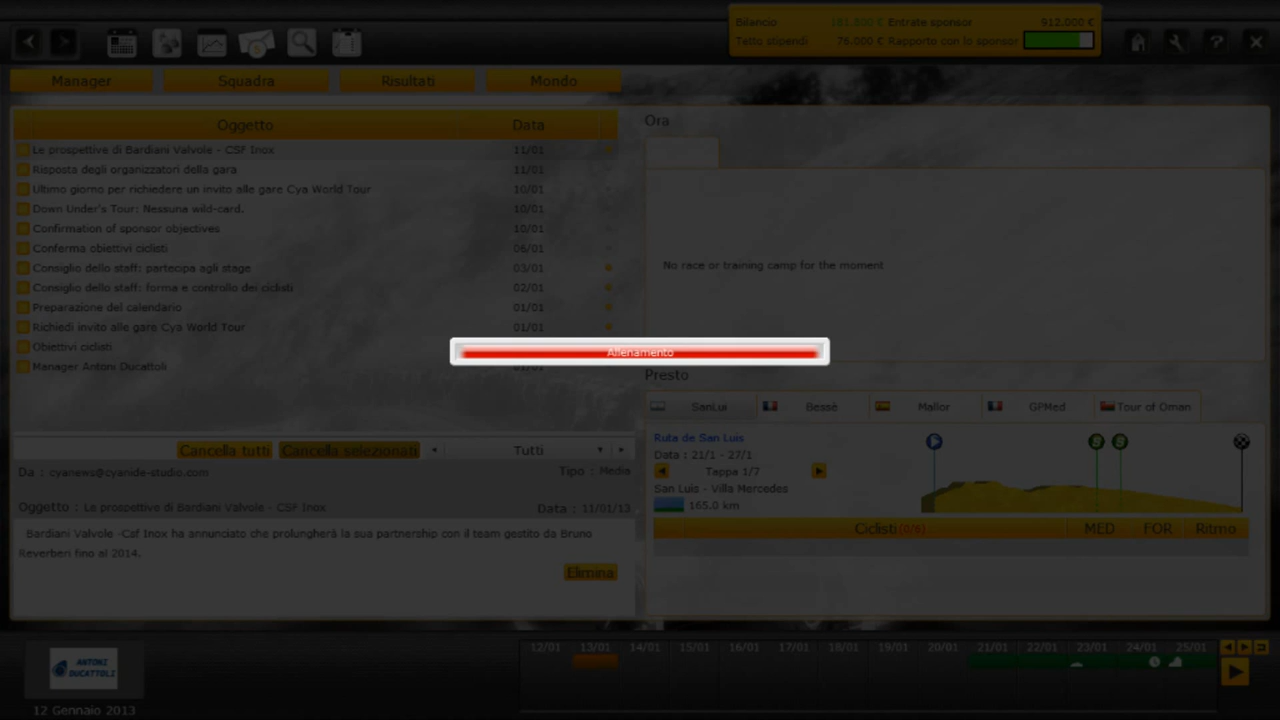 Bilancio 181.500 € Entrate sponsor 912.000 €
Tetto stipendi 76.000 € Rapporto con lo sponsor
Manager Squadra Risultati Mondo
Oggetto Data
Le prospettive di Bardiani Valvole - CSF Inox 11/01
Risposta degli organizzatori della gara 11/01
Ultimo giorno per richiedere un invito alle gare Cya World Tour 10/01
Down Under's Tour: Nessuna wild-card. 10/01
Confirmation of sponsor objectives 10/01
Conferma obiettivi ciclisti 06/01
Consiglio dello staff: partecipa agli stage 03/01
Consiglio dello staff: forma e controllo dei ciclisti 02/01
Preparazione del calendario 01/01
Richiedi invito alle gare Cya World Tour 01/01
Obiettivi ciclisti
Manager Antoni Ducattoli 01/01
Cancella tutti Cancella selezionati Tutti
Da : cyanews@cyanide-studio.com Tipo : Media
Oggetto : Le prospettive di Bardiani Valvole - CSF Inox Data : 11/01/13
Bardiani Valvole -Csf Inox ha annunciato che prolungherà la sua partnership con il team gestito da Bruno
Reverberi fino al 2014.
Elimina
Ora
No race or training camp for the moment
Allenamento
Presto
SanLui Bessè Mallor GPMed Tour of Oman
Ruta de San Luis
Data : 21/1 - 27/1
Tappa 1/7
San Luis - Villa Mercedes
165.0 km
S S
Ciclisti (0/6) MED FOR Ritmo
ANTONI
DUCATTOLI
12 Gennaio 2013
12/01 13/01 14/01 15/01 16/01 17/01 18/01 19/01 20/01 21/01 22/01 23/01 24/01 25/01